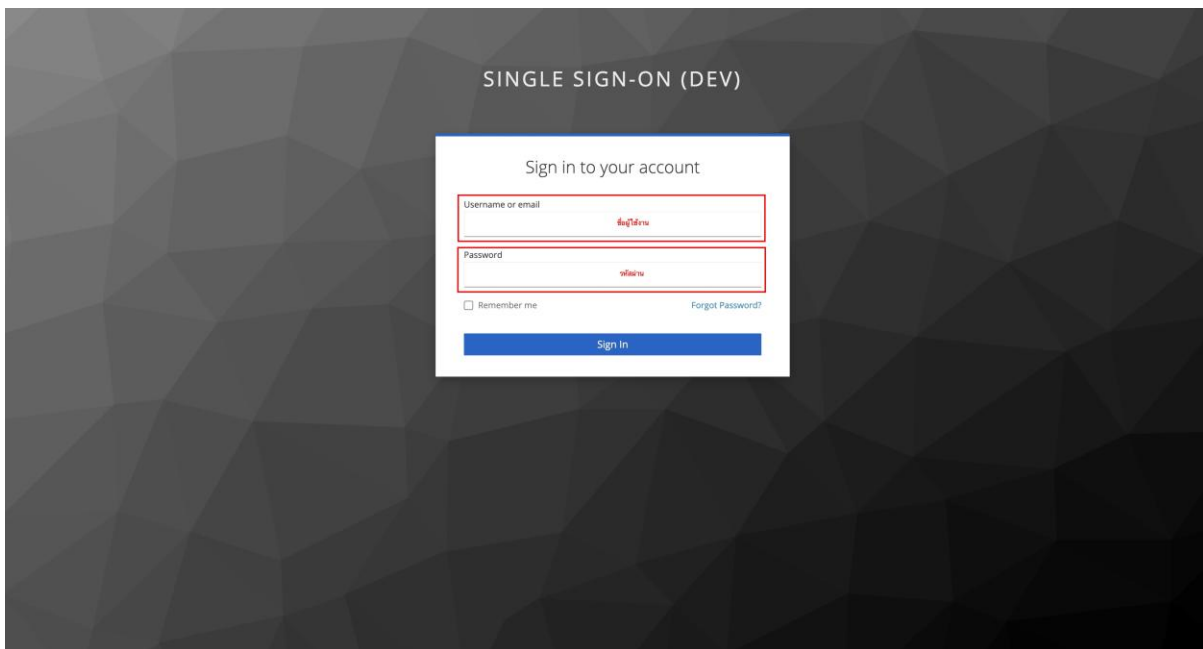 SINGLE SIGN-ON (DEV)
Sign in to your account
Username or email
ชื่อผู้ใช้งาน
Password
รหัสผ่าน
Remember me
Forgot Password?
Sign In